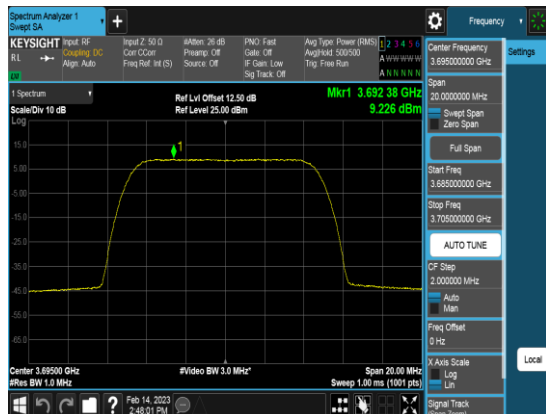 Spectrum Analyzer 1
Swept SA
+
Frequency
KEYSIGHT
RL
LV
Input: RF
Coupling: DC
Align: Auto
Input Z: 50 Ω
Corr CCorr
Freq Ref: Int (S)
#Atten: 26 dB
Preamp: Off
Source: Off
PNO: Fast
Gate: Off
IF Gain: Low
Sig Track: Off
Avg Type: Power (RMS)
Avg|Hold: 500/500
Trig: Free Run
1 2 3 4 5 6
A W W W W W
A N N N N N
1 Spectrum
Scale/Div 10 dB
Log
Ref Lvl Offset 12.50 dB
Ref Level 25.00 dBm
Mkr1 3.692 38 GHz
9.226 dBm
1
15.0
5.00
-5.00
-15.0
-25.0
-35.0
-45.0
-55.0
-65.0
Center 3.69500 GHz
#Res BW 1.0 MHz
#Video BW 3.0 MHz*
Span 20.00 MHz
Sweep 1.00 ms (1001 pts)
Feb 14, 2023
2:48:01 PM
?
Center Frequency
3.695000000 GHz
Settings
Span
20.0000000 MHz
Swept Span
Zero Span
Full Span
Start Freq
3.685000000 GHz
Stop Freq
3.705000000 GHz
AUTO TUNE
CF Step
2.000000 MHz
Auto
Man
Freq Offset
0 Hz
X Axis Scale
Log
Lin
Local
Signal Track
(Span Zoom)